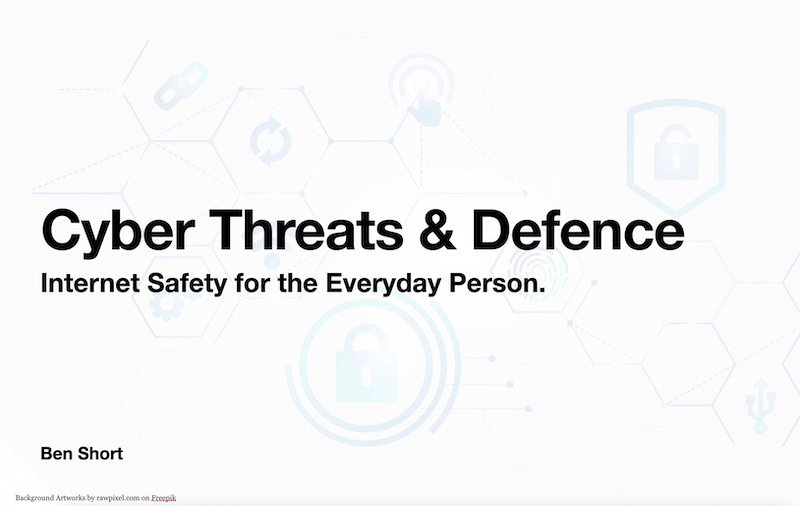 Cyber Threats & Defence
Internet Safety for the Everyday Person.
Ben Short
Background Artworks by rawpixel.com on Freepik